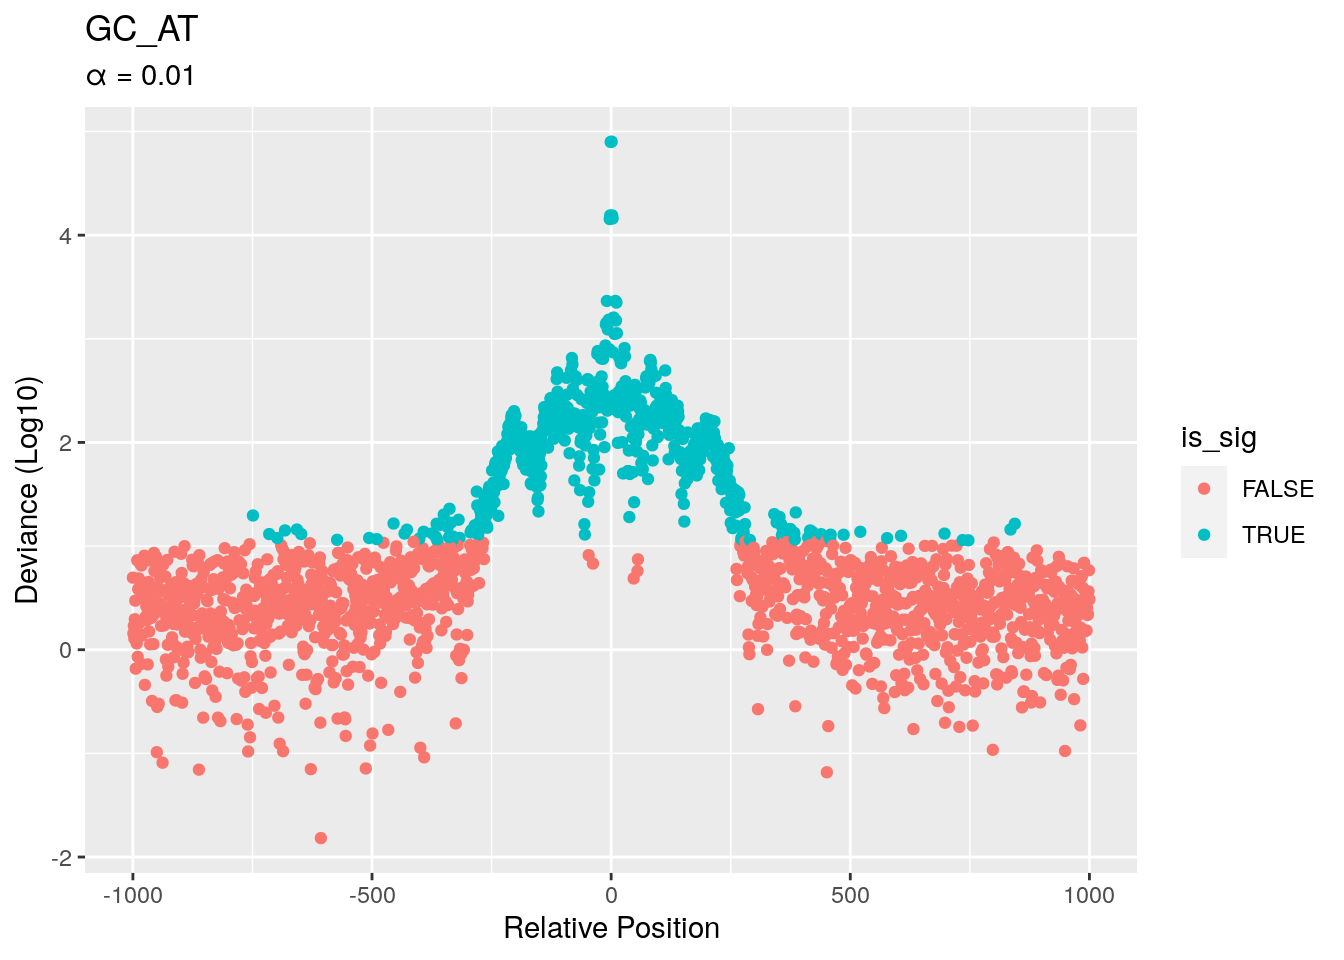 GC_AT
α = 0.01
Deviance (Log10)
4
2
0
-2
-1000
-500
0
500
1000
Relative Position
is_sig
FALSE
TRUE